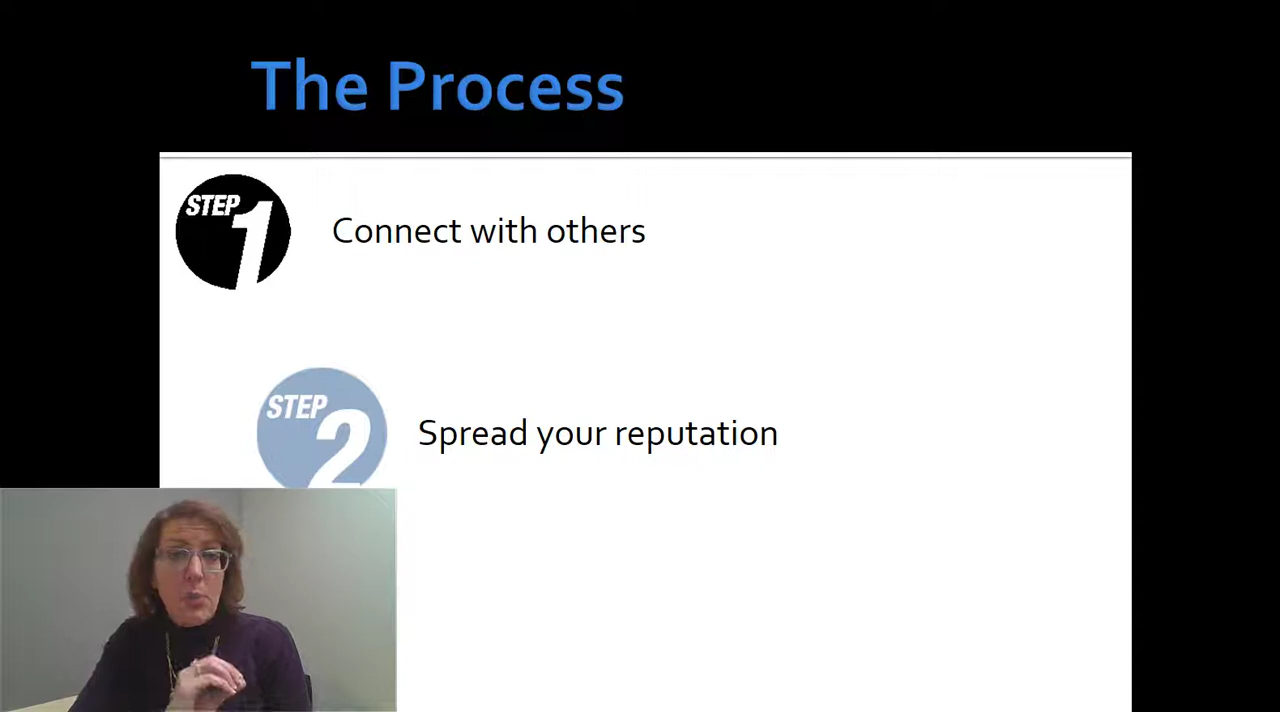 The Process
STEP 1
Connect with others
STEP 2
Spread your reputation